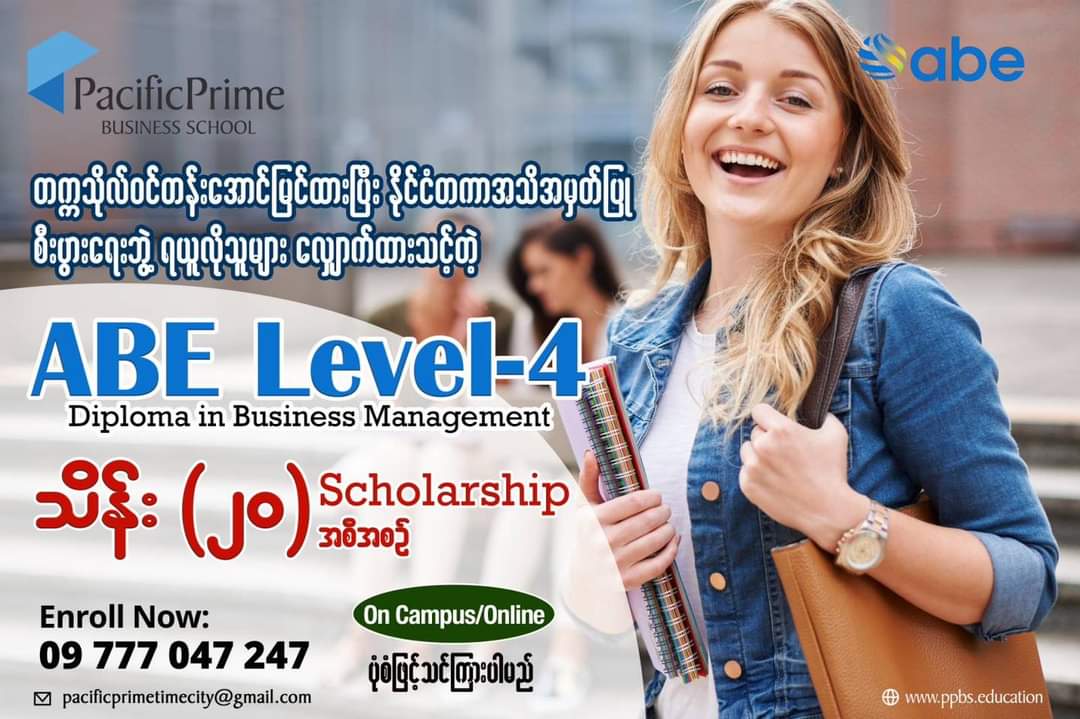 PacificPrime
BUSINESS SCHOOL
abe
တက္ကသိုလ်ဝင်တန်းအောင်မြင်ထားပြီး နိုင်ငံတကာအသိအမှတ်ပြု
စီးပွားရေးဘွဲ့ ရယူလိုသူများ လျှောက်ထားသင့်တဲ့
ABE Level-4
Diploma in Business Management
သိန်း (၂၀) Scholarship
အစီအစဉ်
Enroll Now:
09 777 047 247
pacificprimetimecity@gmail.com
On Campus/Online
ပုံစံဖြင့်သင်ကြားပါမည်
www.ppbs.education